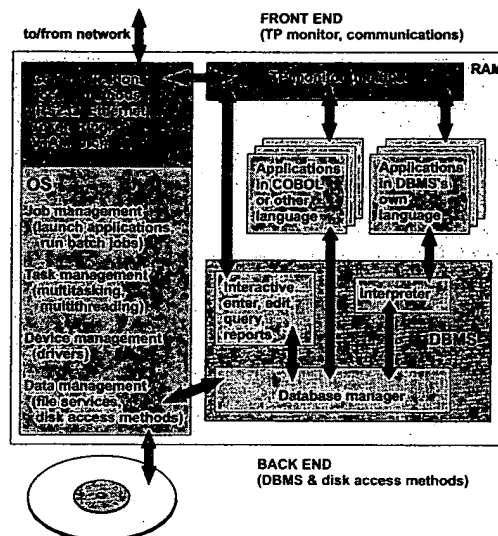 FRONT END
(TP monitor, communications)
to/from network
RAM
TP monitor
OS
Job management
(launch applications
run batch jobs)
Task management
(multitasking,
multithreading)
Device management
(drivers)
Data management
(file services,
disk access methods)
Applications
in COBOL
or other
language
Applications
in DBMS's
own
language
Interactive
enter, edit
query
reports
Interpreter
DBMS
Database manager
BACK END
(DBMS & disk access methods)